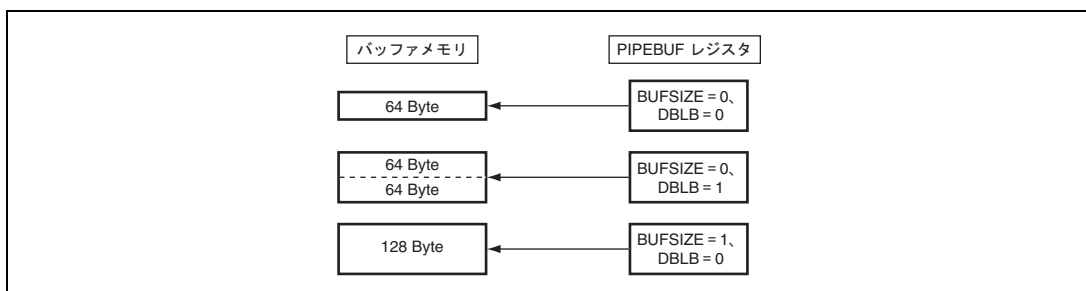 バッファメモリ
PIPEBUF レジスタ
64 Byte
BUFSIZE = 0、
DBLB = 0
64 Byte
64 Byte
BUFSIZE = 0、
DBLB = 1
128 Byte
BUFSIZE = 1、
DBLB = 0